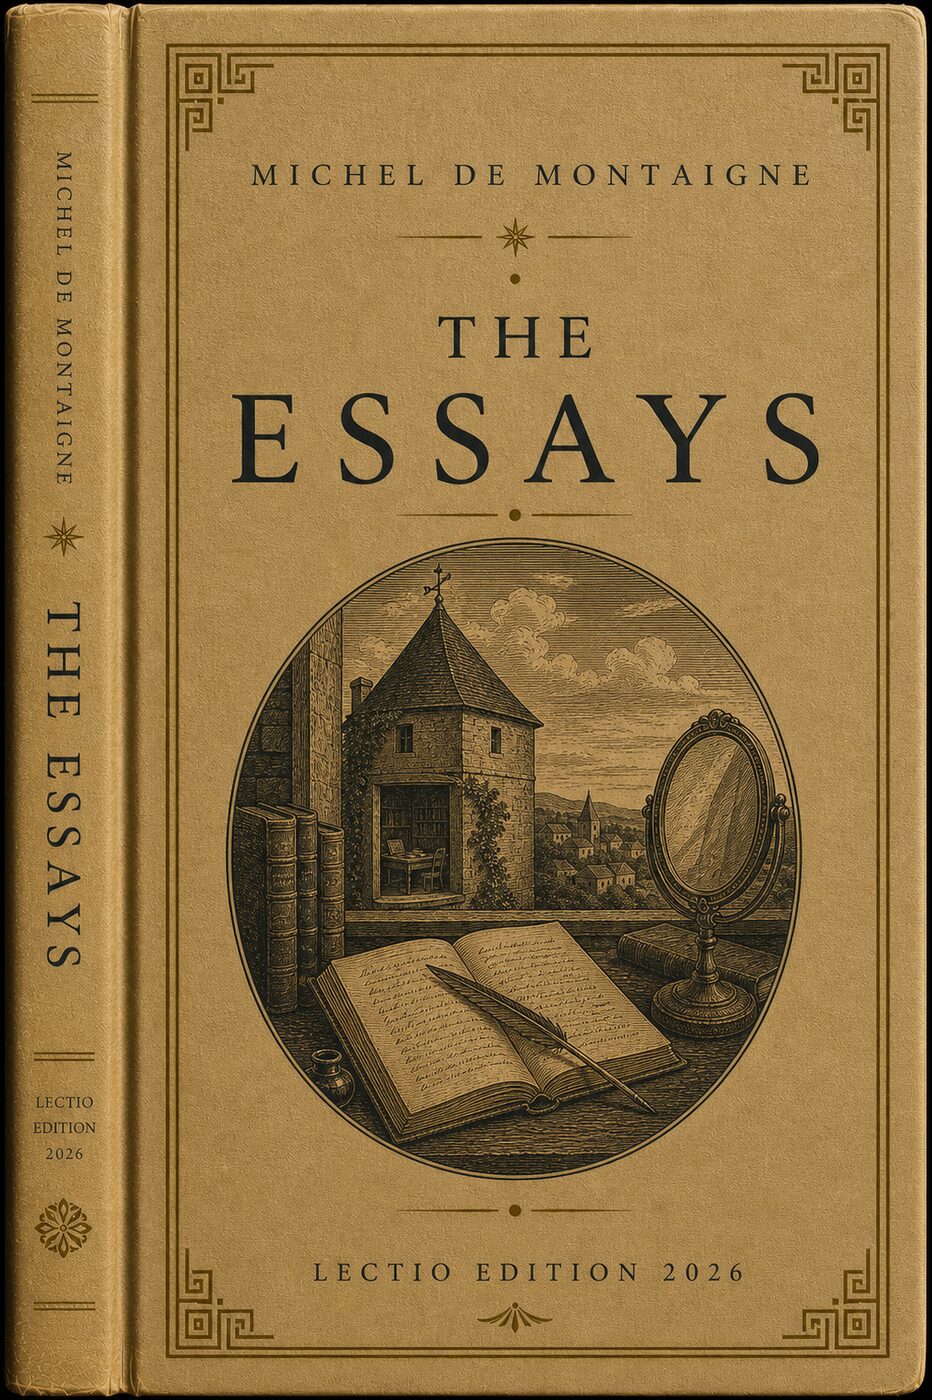 MICHEL DE MONTAIGNE
THE ESSAYS
LECTIO
EDITION
2026
MICHEL DE MONTAIGNE
THE
ESSAYS
LECTIO EDITION 2026